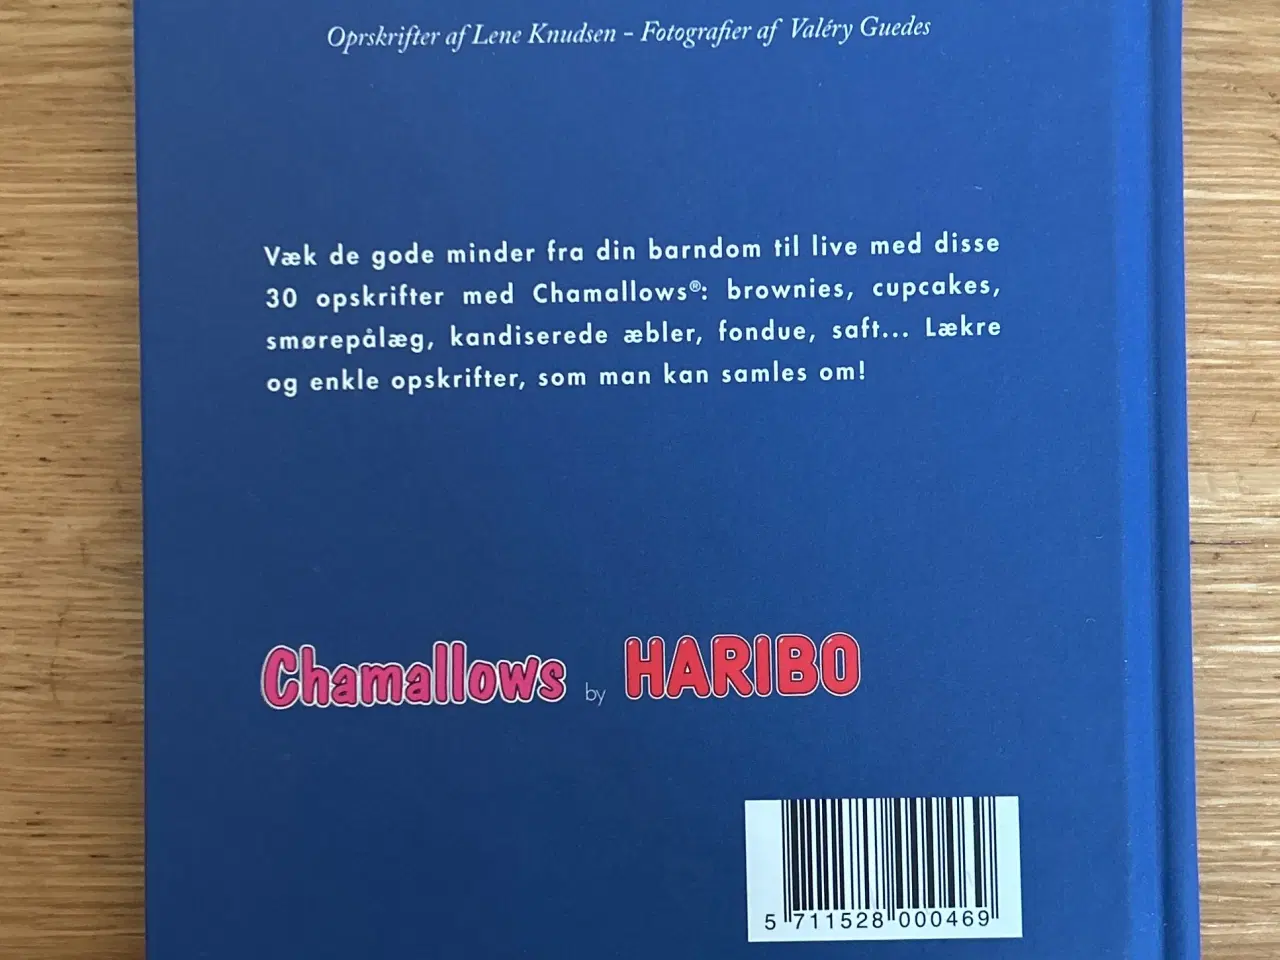 Oprskrifter af Lene Knudsen – Fotografier af Valéry Guedes
Væk de gode minder fra din barndom til live med disse
30 opskrifter med Chamallows®: brownies, cupcakes,
smørepålæg, kandiserede æbler, fondue, saft... Lækre
og enkle opskrifter, som man kan samles om!
Chamallows by HARIBO
5 711528 000469